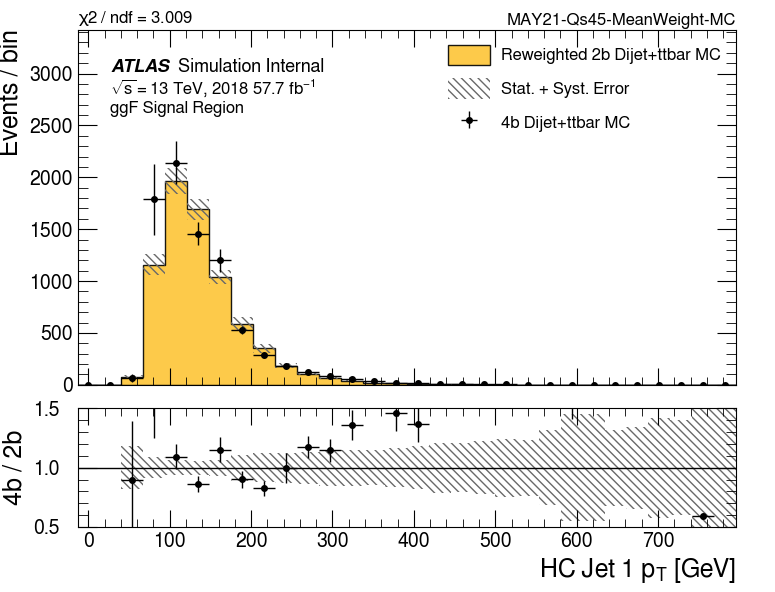 χ2 / ndf = 3.009
MAY21-Qs45-MeanWeight-MC
Events / bin
3000
2500
2000
1500
1000
500
0
ATLAS Simulation Internal
√s = 13 TeV, 2018 57.7 fb⁻¹
ggF Signal Region
Reweighted 2b Dijet+ttbar MC
Stat. + Syst. Error
4b Dijet+ttbar MC
4b / 2b
1.5
1.0
0.5
0 100 200 300 400 500 600 700
HC Jet 1 p_T [GeV]